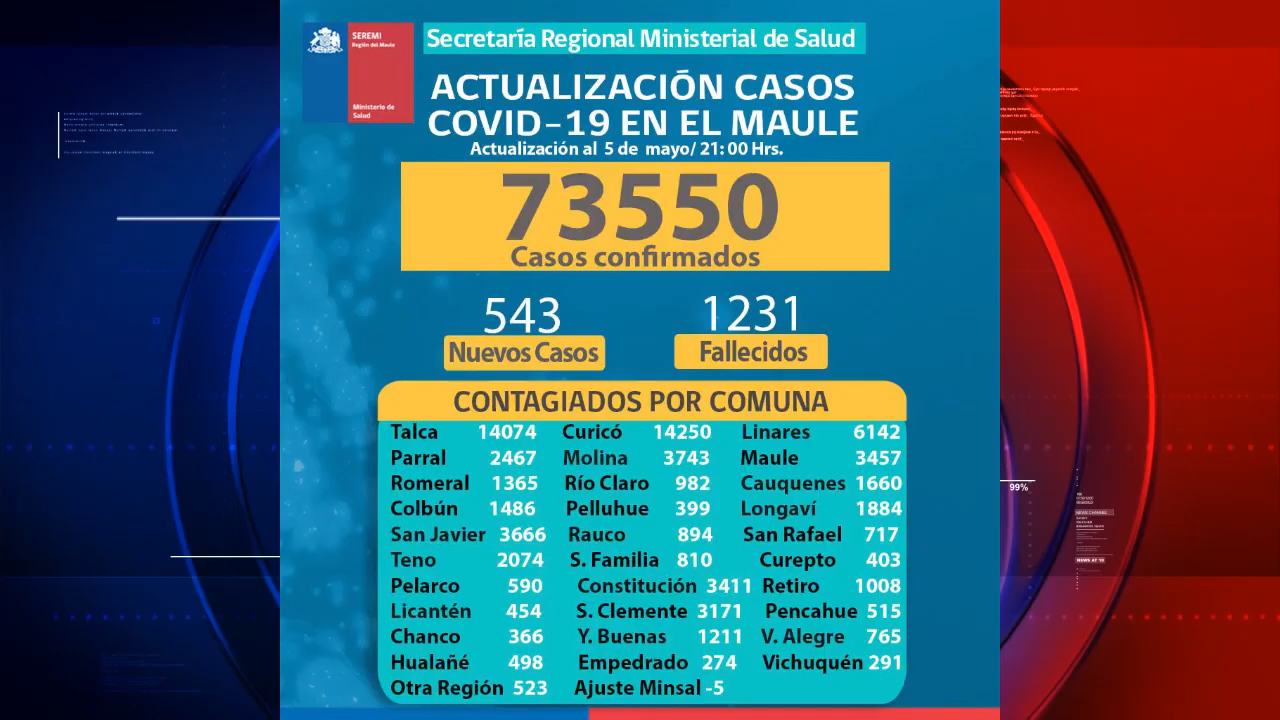 SEREMI
Región del Maule
Ministerio de
Salud
Secretaría Regional Ministerial de Salud
ACTUALIZACIÓN CASOS
COVID-19 EN EL MAULE
Actualización al 5 de mayo/ 21: 00 Hrs.
73550
Casos confirmados
543 1231
Nuevos Casos Fallecidos
CONTAGIADOS POR COMUNA
Talca 14074 Curicó 14250 Linares 6142
Parral 2467 Molina 3743 Maule 3457
Romeral 1365 Río Claro 982 Cauquenes 1660
Colbún 1486 Pelluhue 399 Longaví 1884
San Javier 3666 Rauco 894 San Rafael 717
Teno 2074 S. Familia 810 Curepto 403
Pelarco 590 Constitución 3411 Retiro 1008
Licantén 454 S. Clemente 3171 Pencahue 515
Chanco 366 Y. Buenas 1211 V. Alegre 765
Hualañé 498 Empedrado 274 Vichuquén 291
Otra Región 523 Ajuste Minsal -5
99%
NEWS CHANNEL
NEWS AT 10